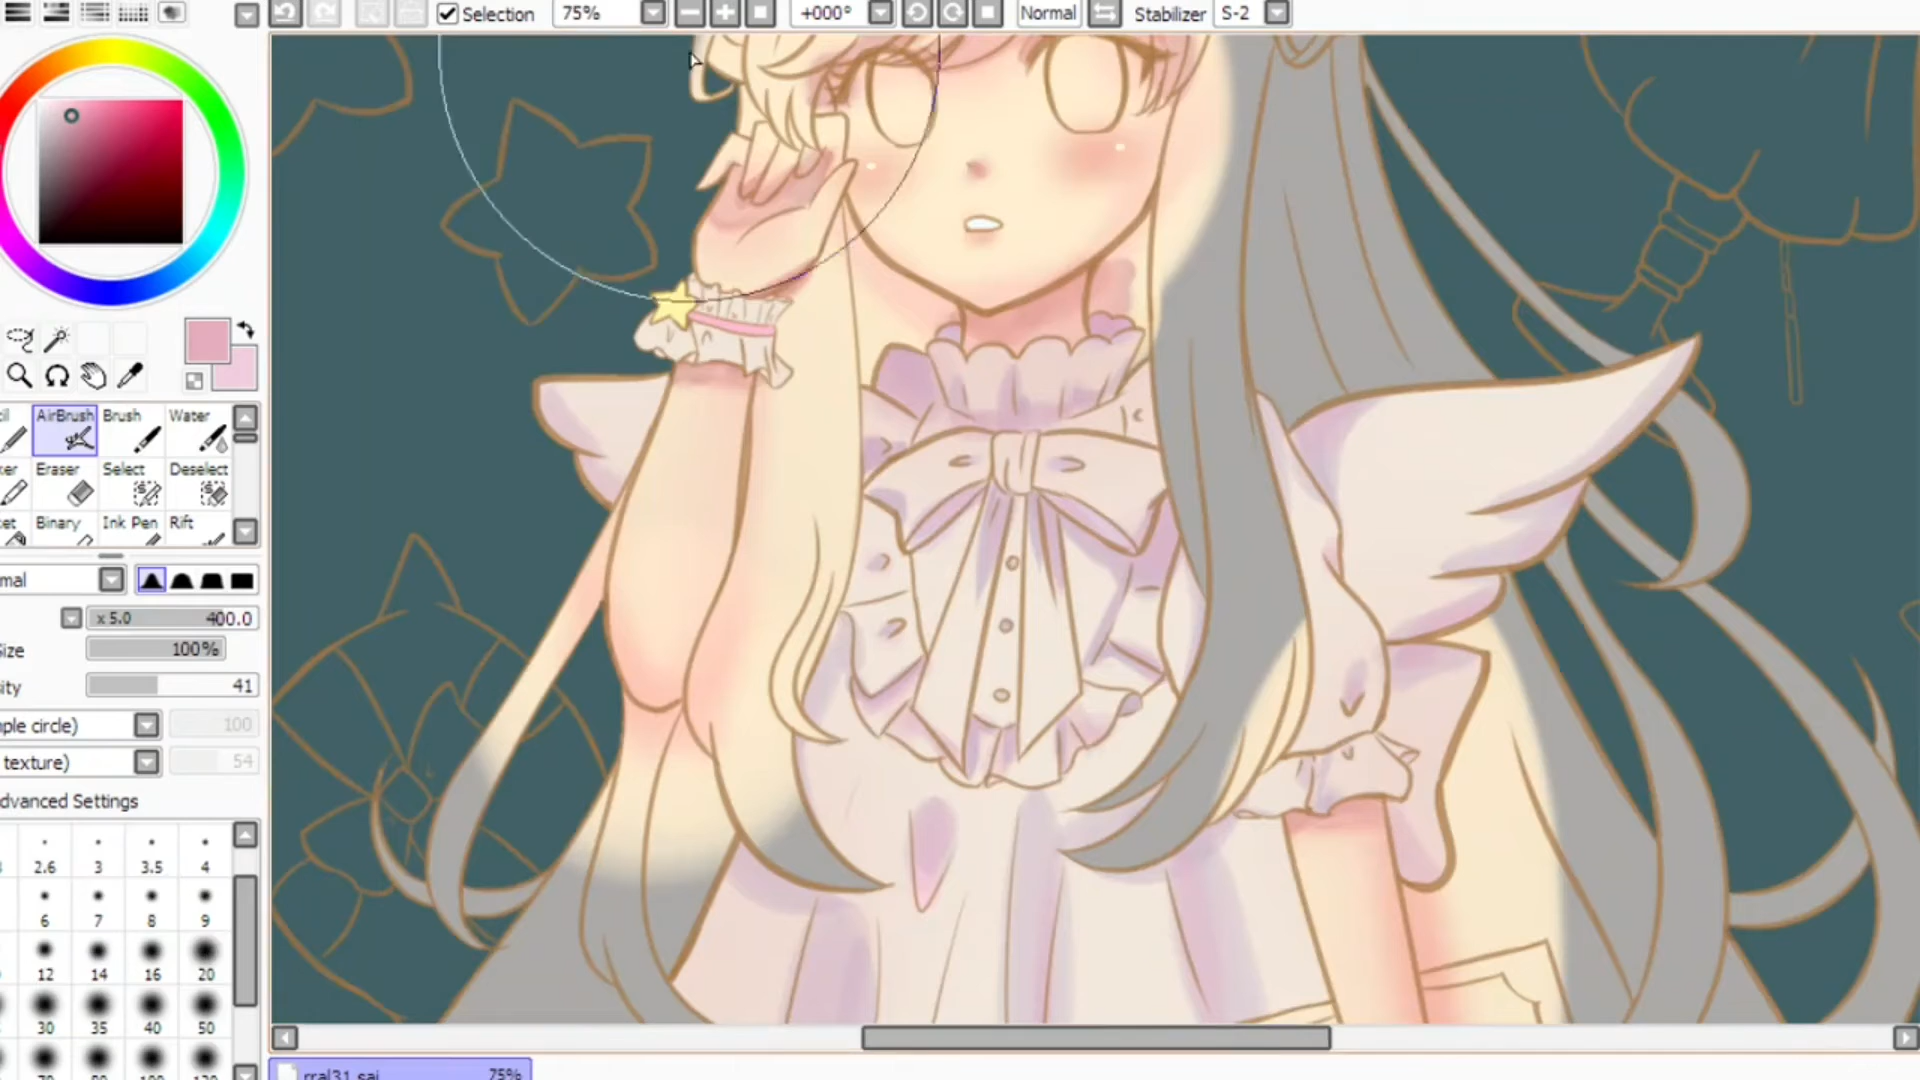 Selection 75% +000° Normal Stabilizer S-2
AirBrush Brush Water
Eraser Select Deselect
Binary Ink Pen Rift
x 5.0 400.0
100%
41
100
texture) 54
2.6 3 3.5 4
6 7 8 9
12 14 16 20
30 35 40 50
75%